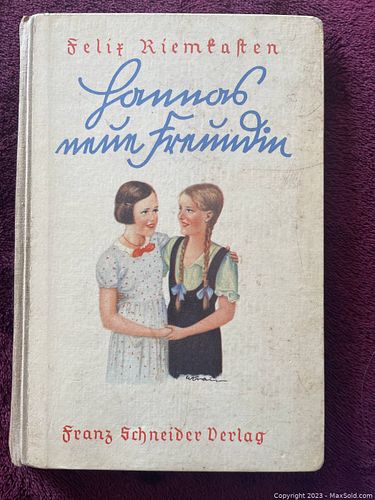 Felix Riemkasten
Hannas
neue Freundin
Franz Schneider Verlag
Copyright 2023 - MaxSold.com